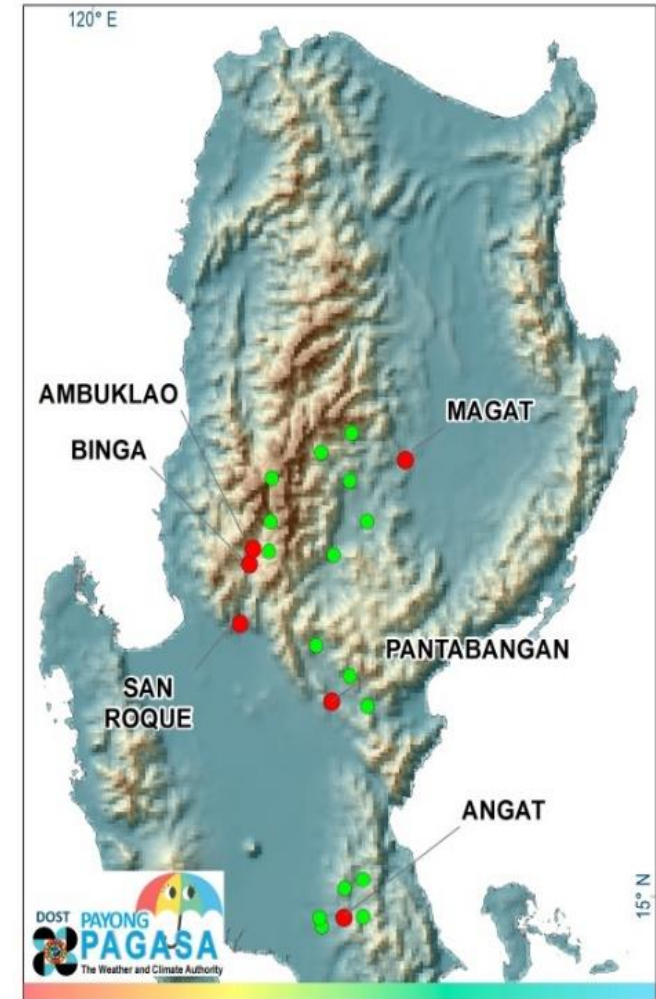 120° E
AMBUKLAO
BINGA
MAGAT
PANTABANGAN
SAN
ROQUE
ANGAT
15° N
DOST
PAYONG
PAGASA
The Weather and Climate Authority